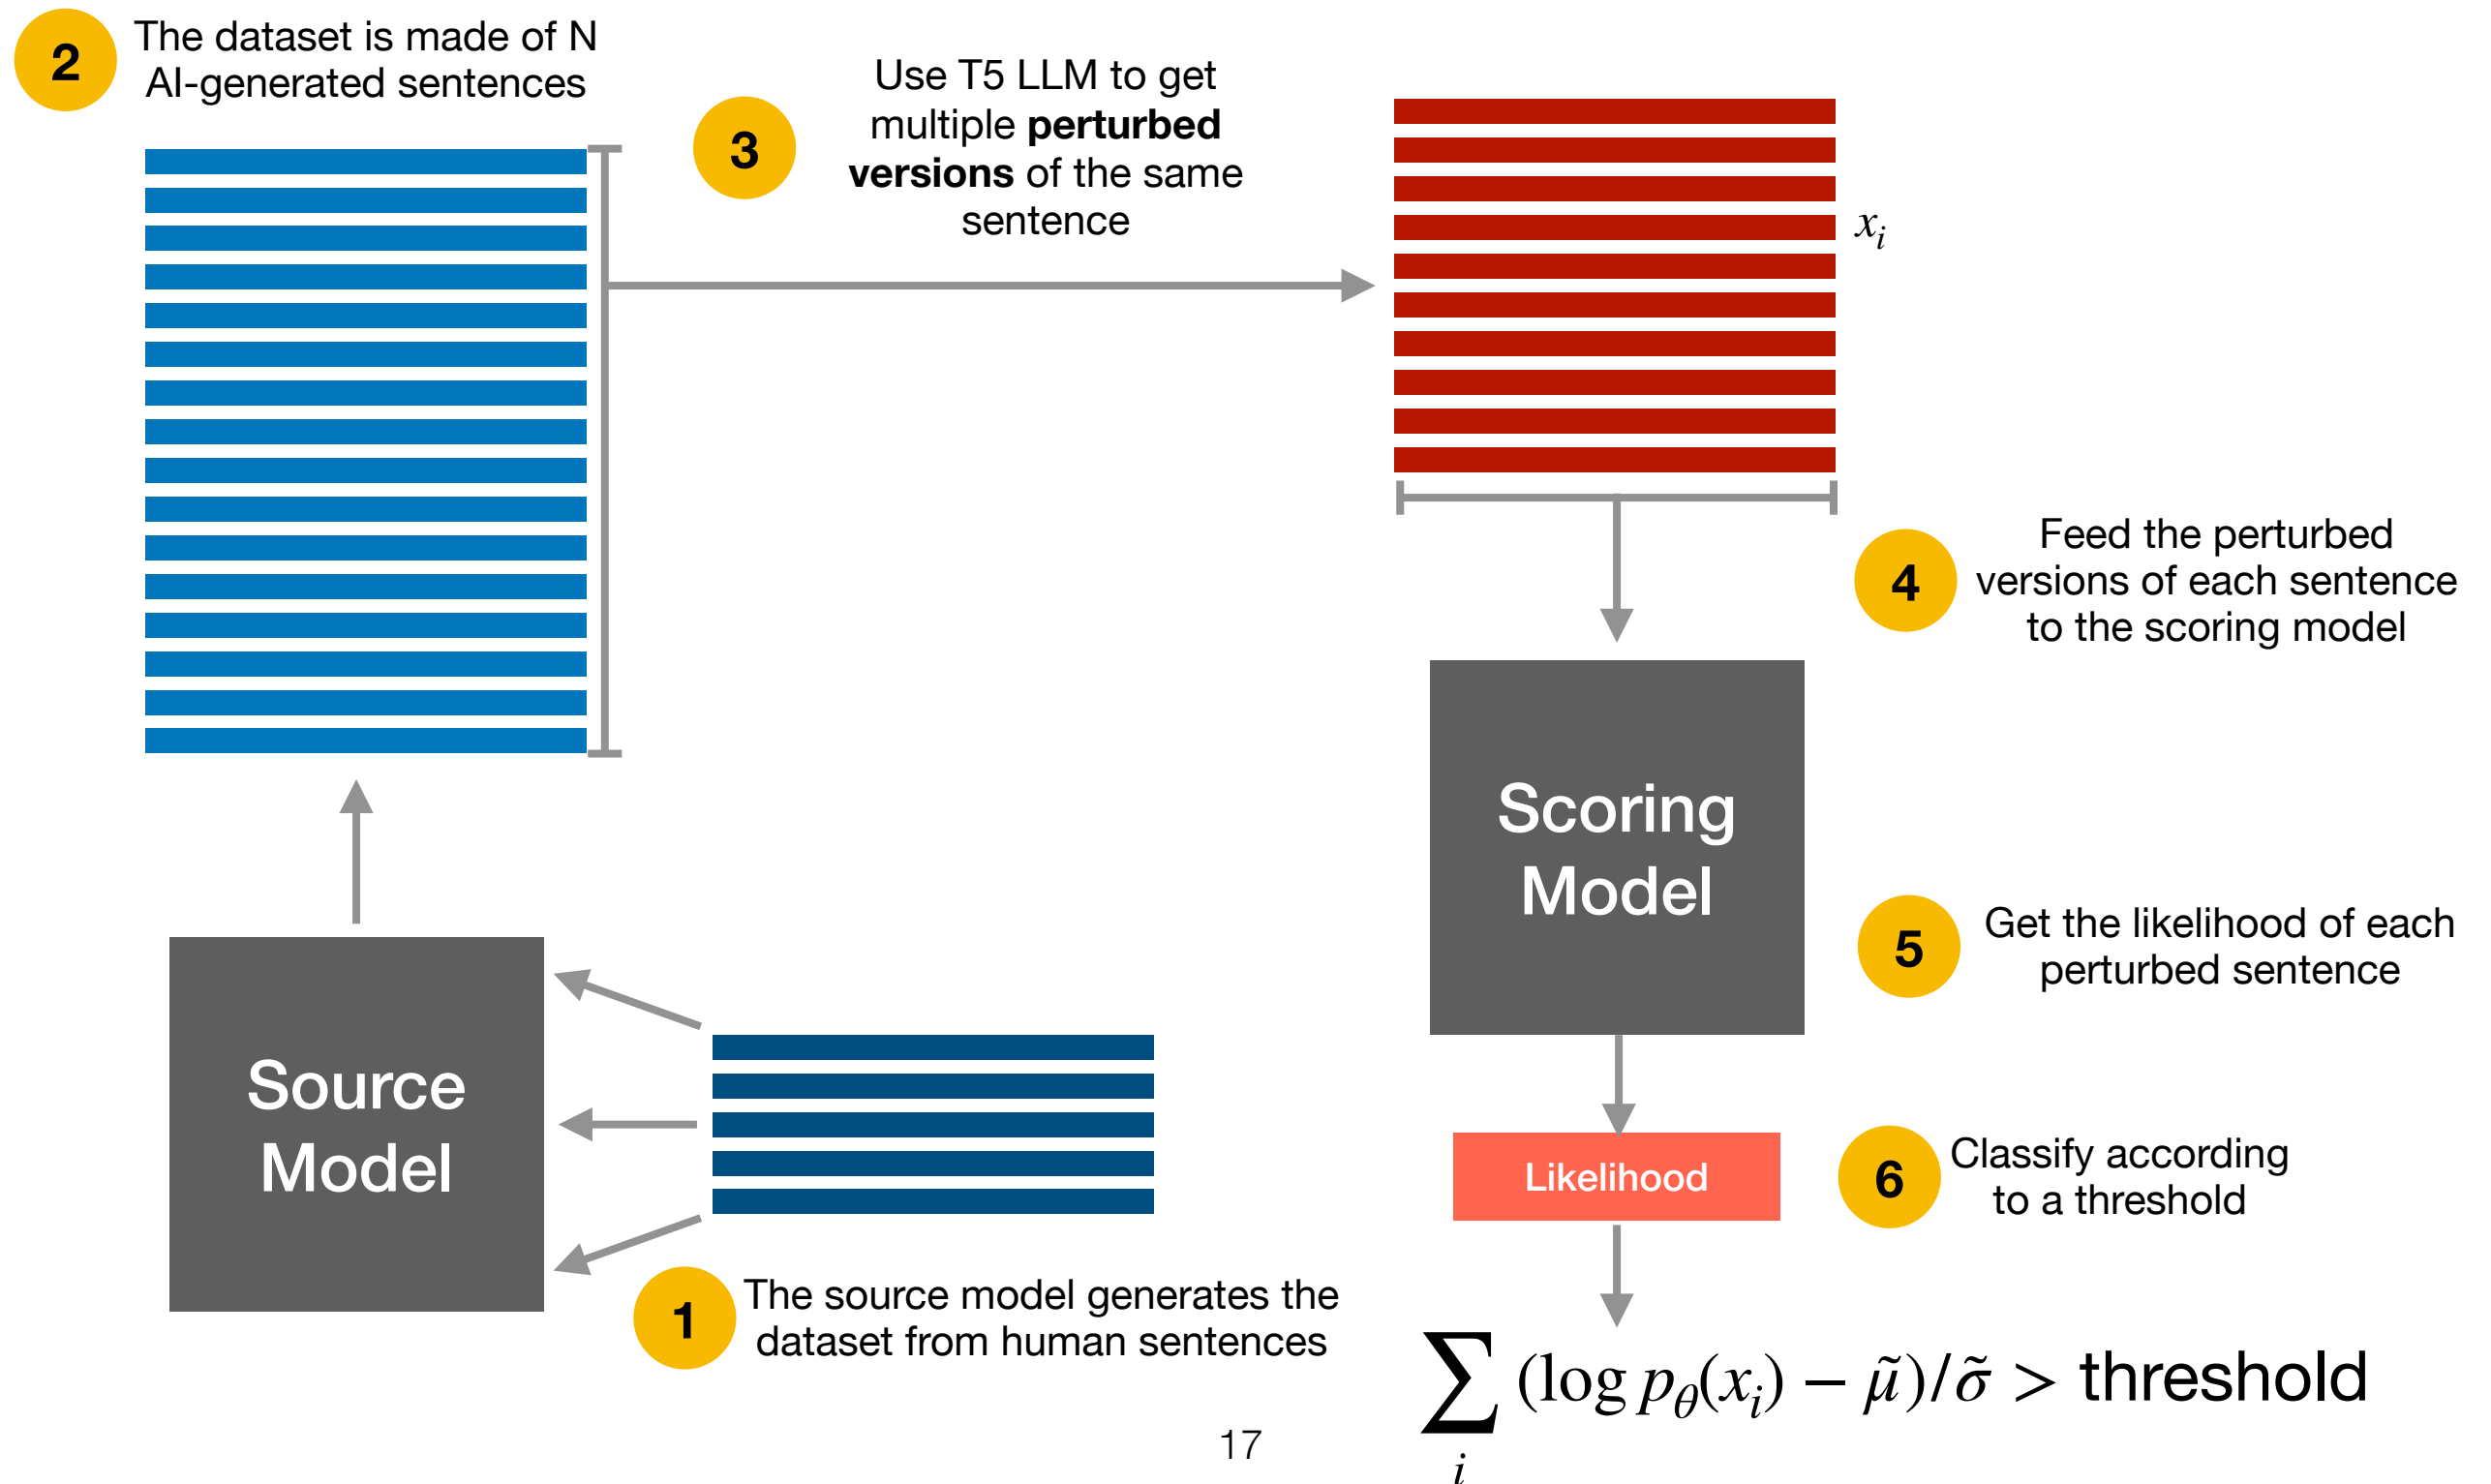 2
The dataset is made of N
AI-generated sentences
3
Use T5 LLM to get
multiple perturbed
versions of the same
sentence
xᵢ
4
Feed the perturbed
versions of each sentence
to the scoring model
Scoring
Model
5
Get the likelihood of each
perturbed sentence
Source
Model
Likelihood
6
Classify according
to a threshold
1
The source model generates the
dataset from human sentences
∑ᵢ (log p_θ(xᵢ) − μ̃)/σ̃ > threshold
17